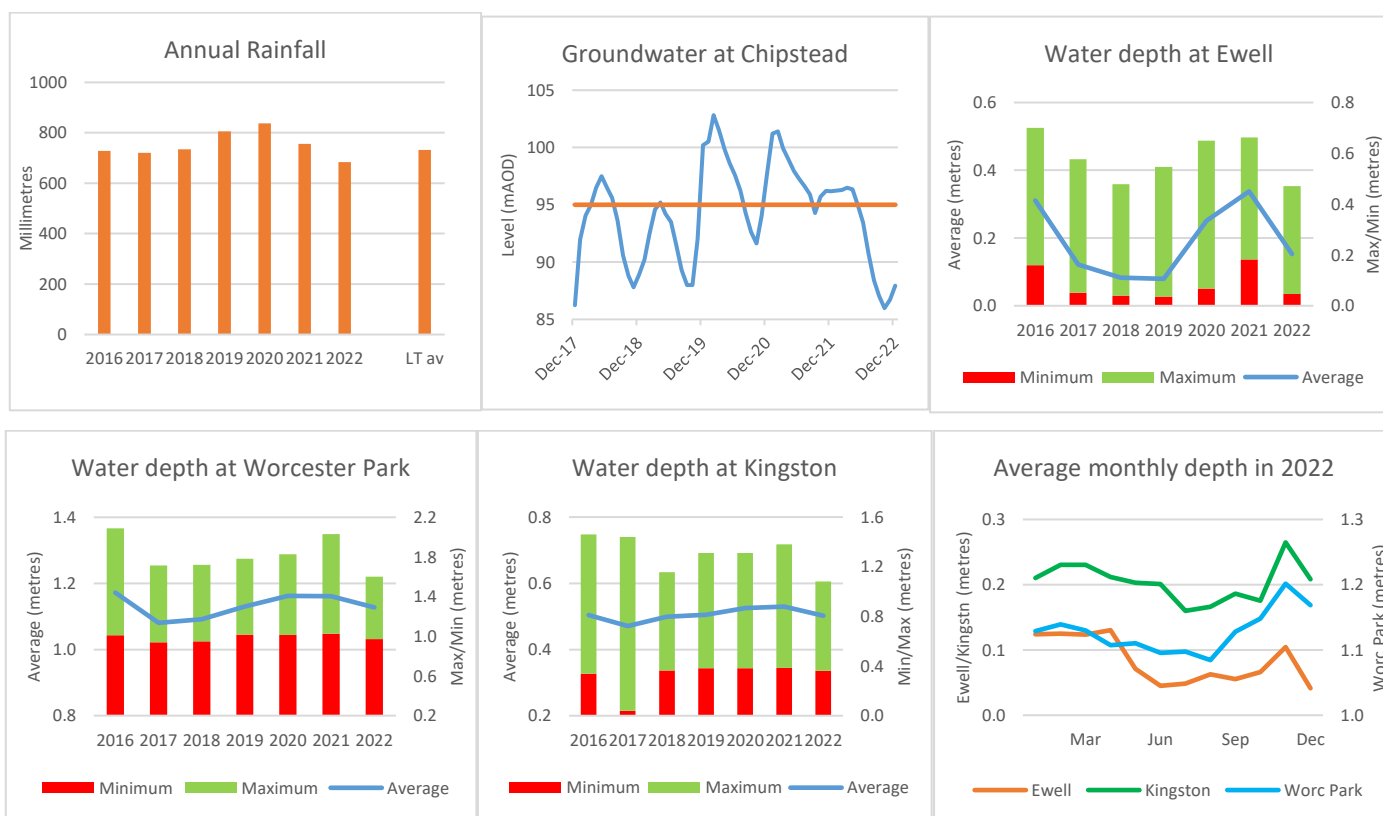 Annual Rainfall
1000
800
600
400
200
0
Millimetres
2016 2017 2018 2019 2020 2021 2022 LT av
Groundwater at Chipstead
105
100
95
90
85
Level (mAOD)
Dec-17 Dec-18 Dec-19 Dec-20 Dec-21 Dec-22
Water depth at Ewell
0.6
0.4
0.2
0.0
Average (metres)
0.8
0.6
0.4
0.2
0.0
Max/Min (metres)
2016 2017 2018 2019 2020 2021 2022
Minimum Maximum Average
Water depth at Worcester Park
1.4
1.2
1.0
0.8
Average (metres)
2.2
1.8
1.4
1.0
0.6
0.2
Max/Min (metres)
2016 2017 2018 2019 2020 2021 2022
Minimum Maximum Average
Water depth at Kingston
0.8
0.6
0.4
0.2
Average (metres)
1.6
1.2
0.8
0.4
0.0
Min/Max (metres)
2016 2017 2018 2019 2020 2021 2022
Minimum Maximum Average
Average monthly depth in 2022
0.3
0.2
0.1
0.0
Ewell/Kingstn (metres)
1.3
1.2
1.1
1.0
Worc Park (metres)
Mar Jun Sep Dec
Ewell Kingston Worc Park